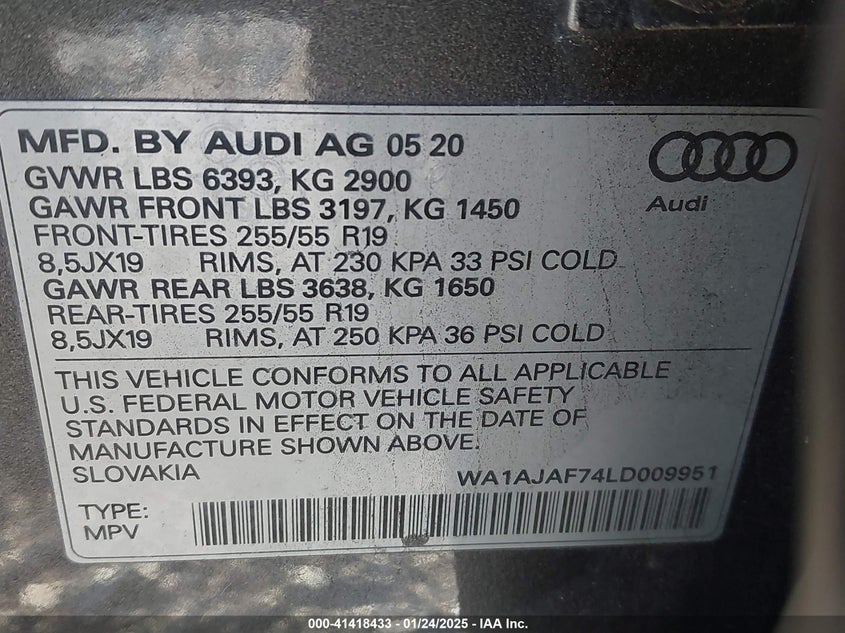 MFD. BY AUDI AG 05 20
GVWR LBS 6393, KG 2900
GAWR FRONT LBS 3197, KG 1450
FRONT-TIRES 255/55 R19
8,5JX19 RIMS, AT 230 KPA 33 PSI COLD
GAWR REAR LBS 3638, KG 1650
REAR-TIRES 255/55 R19
8,5JX19 RIMS, AT 250 KPA 36 PSI COLD
Audi
THIS VEHICLE CONFORMS TO ALL APPLICABLE
U.S. FEDERAL MOTOR VEHICLE SAFETY
STANDARDS IN EFFECT ON THE DATE OF
MANUFACTURE SHOWN ABOVE.
SLOVAKIA WA1AJAF74LD009951
TYPE:
MPV
000-41418433 - 01/24/2025 - IAA Inc.